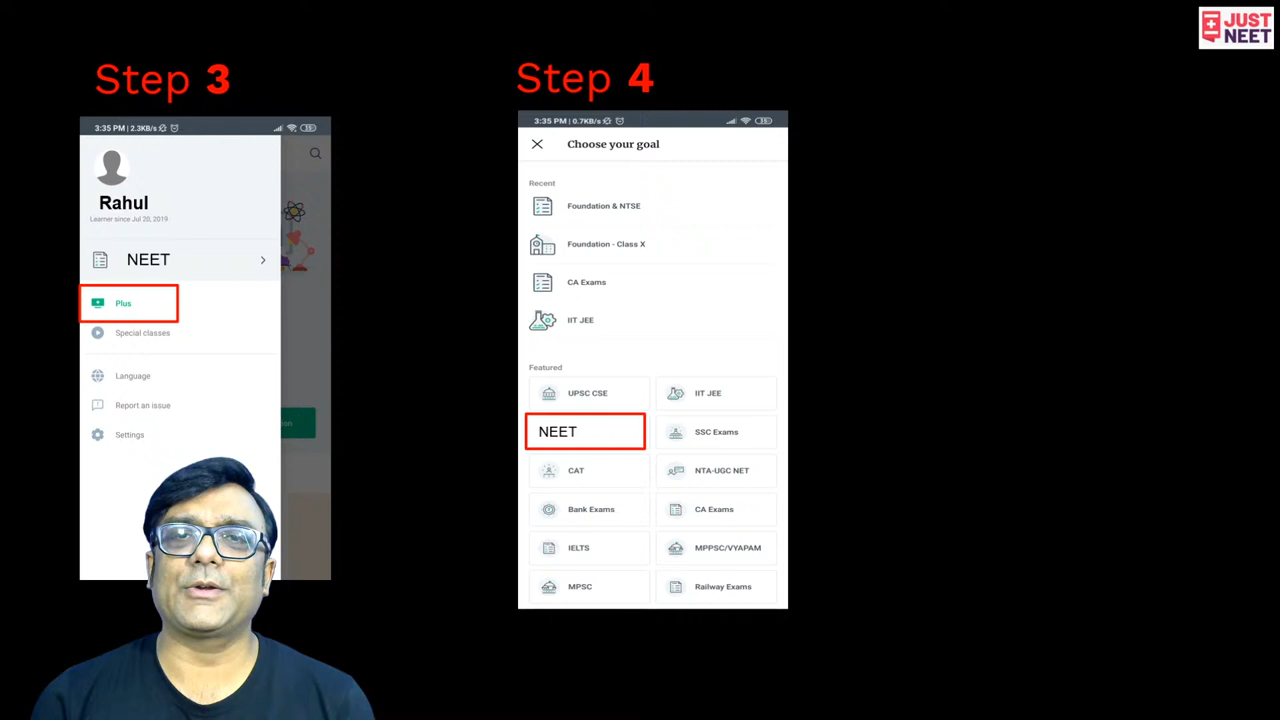 JUST
NEET
Step 3
3:35 PM | 2.3KB/s
Rahul
Learner since Jul 20, 2019
NEET
Plus
Special classes
Language
Report an issue
Settings
Step 4
3:35 PM | 0.7KB/s
Choose your goal
Recent
Foundation & NTSE
Foundation - Class X
CA Exams
IIT JEE
Featured
UPSC CSE
IIT JEE
NEET
SSC Exams
CAT
NTA-UGC NET
Bank Exams
CA Exams
IELTS
MPPSC/VYAPAM
MPSC
Railway Exams